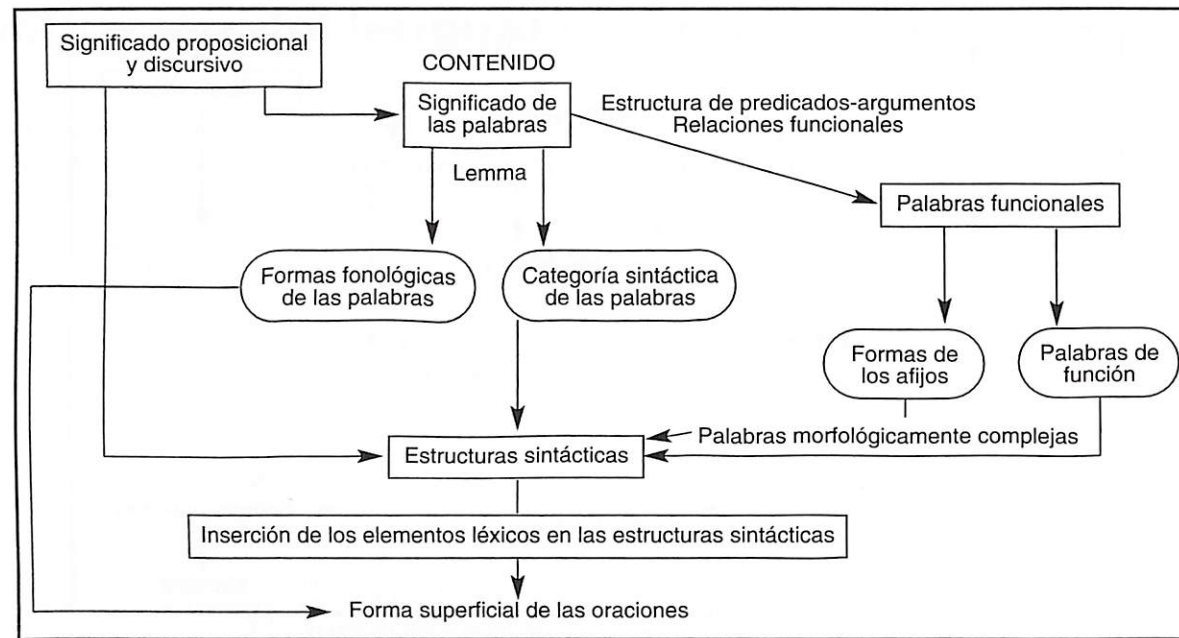 Significado proposicional
y discursivo
CONTENIDO
Significado de
las palabras
Estructura de predicados-argumentos
Relaciones funcionales
Lemma
Palabras funcionales
Formas fonológicas
de las palabras
Categoría sintáctica
de las palabras
Formas de
los afijos
Palabras de
función
Palabras morfológicamente complejas
Estructuras sintácticas
Inserción de los elementos léxicos en las estructuras sintácticas
Forma superficial de las oraciones